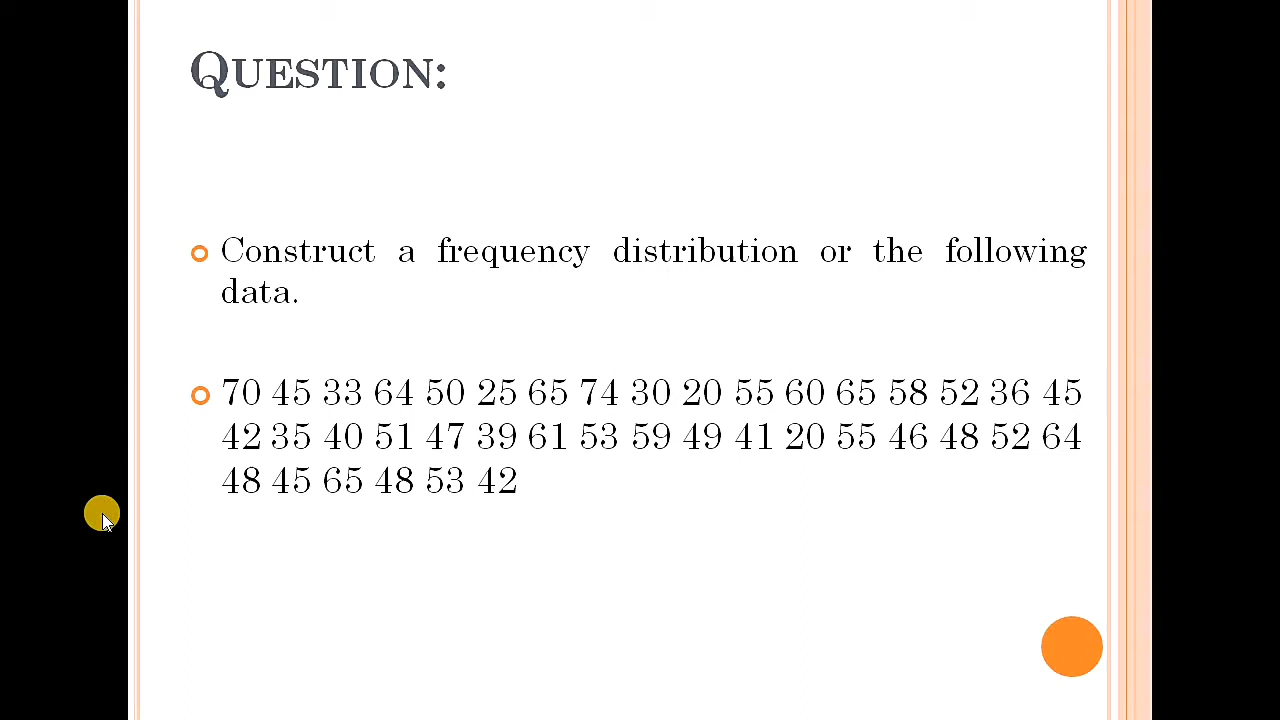 QUESTION:
Construct a frequency distribution or the following
data.
70 45 33 64 50 25 65 74 30 20 55 60 65 58 52 36 45
42 35 40 51 47 39 61 53 59 49 41 20 55 46 48 52 64
48 45 65 48 53 42